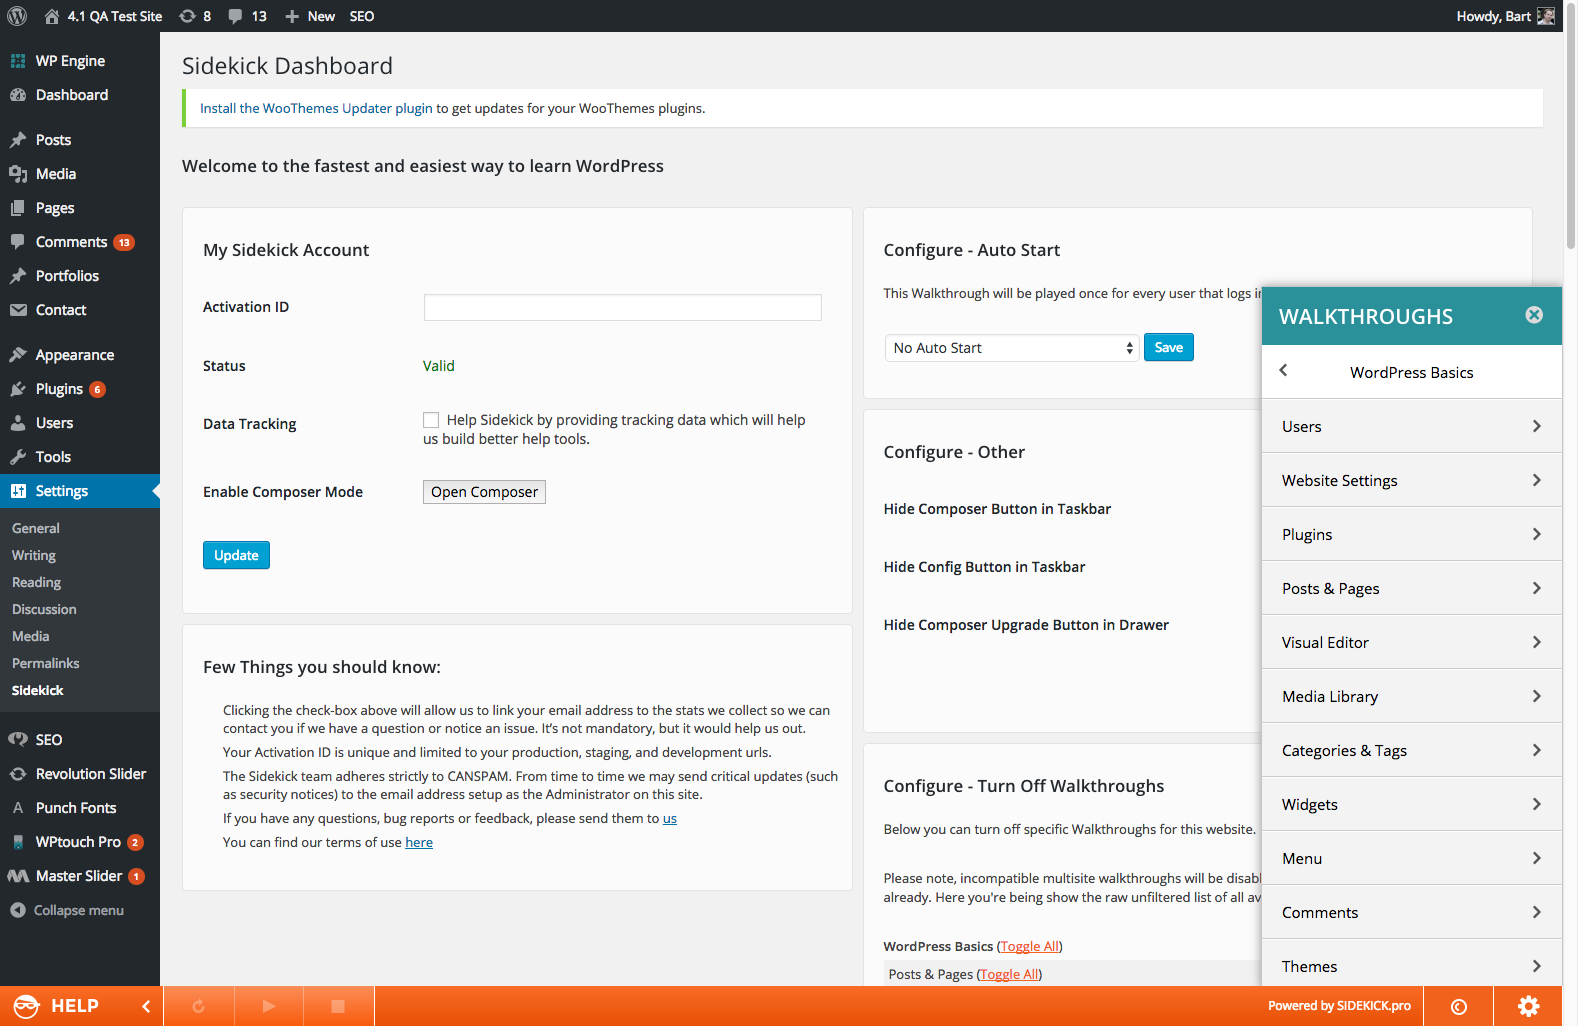 4.1 QA Test Site 8 13 New SEO Howdy, Bart
WP Engine
Dashboard
Posts
Media
Pages
Comments 13
Portfolios
Contact
Appearance
Plugins 6
Users
Tools
Settings
General
Writing
Reading
Discussion
Media
Permalinks
Sidekick
SEO
Revolution Slider
Punch Fonts
WPtouch Pro 2
Master Slider 1
Collapse menu
Sidekick Dashboard
Install the WooThemes Updater plugin to get updates for your WooThemes plugins.
Welcome to the fastest and easiest way to learn WordPress
My Sidekick Account
Activation ID
Status Valid
Data Tracking Help Sidekick by providing tracking data which will help
us build better help tools.
Enable Composer Mode Open Composer
Update
Few Things you should know:
Clicking the check-box above will allow us to link your email address to the stats we collect so we can
contact you if we have a question or notice an issue. It's not mandatory, but it would help us out.
Your Activation ID is unique and limited to your production, staging, and development urls.
The Sidekick team adheres strictly to CANSPAM. From time to time we may send critical updates (such
as security notices) to the email address setup as the Administrator on this site.
If you have any questions, bug reports or feedback, please send them to us
You can find our terms of use here
Configure - Auto Start
This Walkthrough will be played once for every user that logs i
No Auto Start Save
Configure - Other
Hide Composer Button in Taskbar
Hide Config Button in Taskbar
Hide Composer Upgrade Button in Drawer
Configure - Turn Off Walkthroughs
Below you can turn off specific Walkthroughs for this website.
Please note, incompatible multisite walkthroughs will be disabl
already. Here you're being show the raw unfiltered list of all av
WordPress Basics (Toggle All)
Posts & Pages (Toggle All)
WALKTHROUGHS
WordPress Basics
Users
Website Settings
Plugins
Posts & Pages
Visual Editor
Media Library
Categories & Tags
Widgets
Menu
Comments
Themes
HELP Powered by SIDEKICK.pro